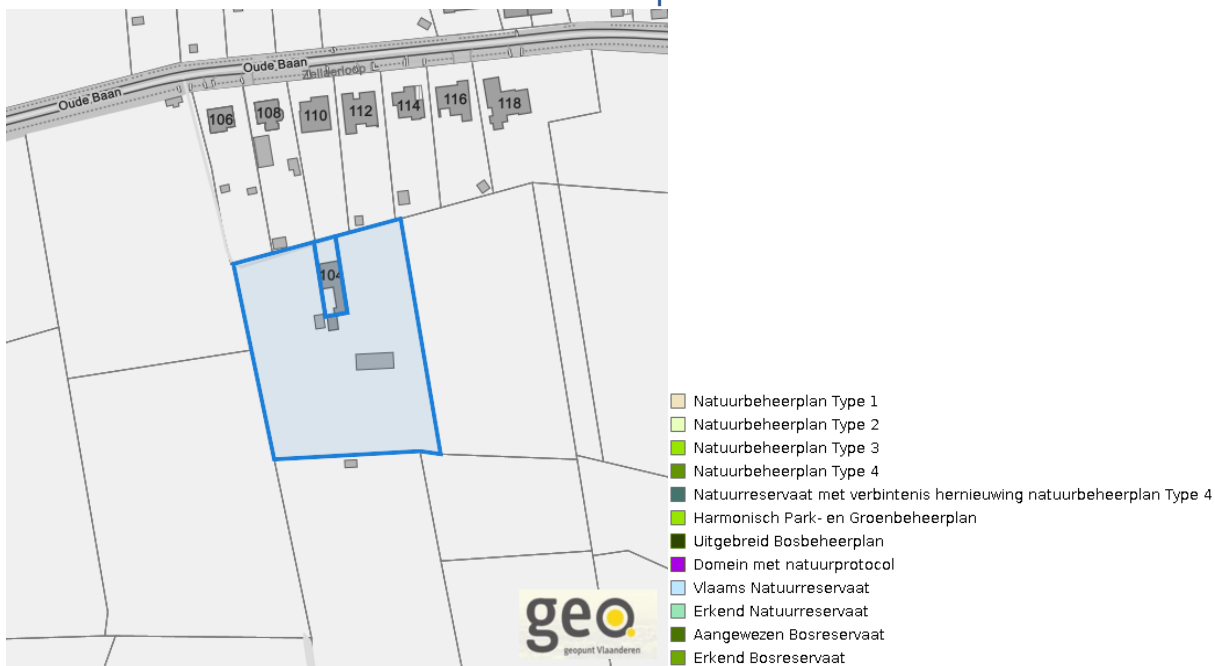 Oude Baan
Zellaerloop
Oude Baan
106
108
110
112
114
116
118
104
Natuurbeheerplan Type 1
Natuurbeheerplan Type 2
Natuurbeheerplan Type 3
Natuurbeheerplan Type 4
Natuurreservaat met verbintenis hernieuwing natuurbeheerplan Type 4
Harmonisch Park- en Groenbeheerplan
Uitgebreid Bosbeheerplan
Domein met natuurprotocol
Vlaams Natuurreservaat
Erkend Natuurreservaat
Aangewezen Bosreservaat
Erkend Bosreservaat
geo.
geopunt Vlaanderen